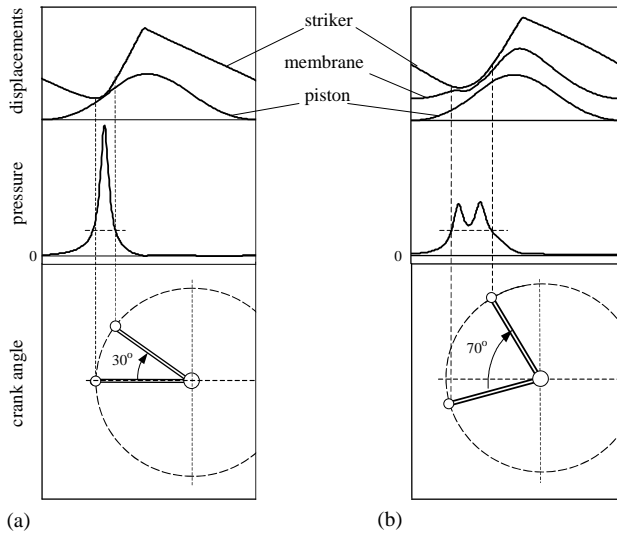 displacements
striker
membrane
piston
pressure
0
0
crank angle
30°
70°
(a)
(b)